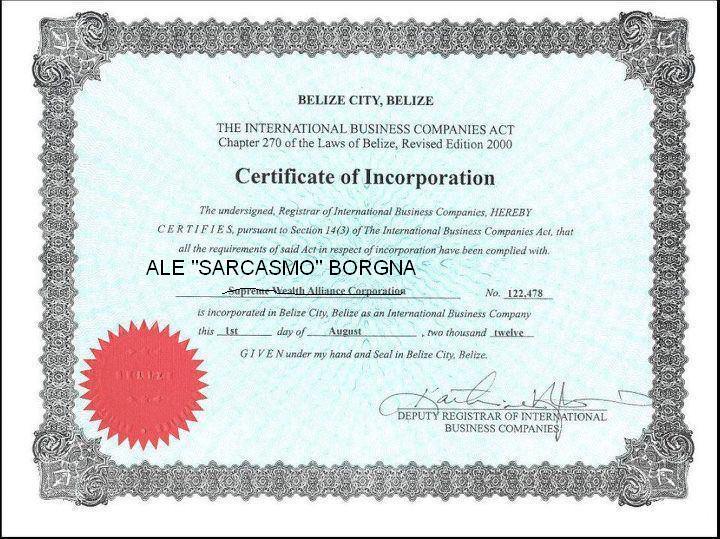 BELIZE CITY, BELIZE
THE INTERNATIONAL BUSINESS COMPANIES ACT
Chapter 270 of the Laws of Belize, Revised Edition 2000
Certificate of Incorporation
The undersigned, Registrar of International Business Companies, HEREBY
CERTIFIES, pursuant to Section 14(3) of The International Business Companies Act, that
all the requirements of said Act in respect of incorporation have been complied with.
ALE "SARCASMO" BORGNA
Supreme Wealth Alliance Corporation No. 122,478
is incorporated in Belize City, Belize as an International Business Company
this 1st day of August , two thousand twelve
GIVEN under my hand and Seal in Belize City, Belize.
BELIZE
DEPUTY REGISTRAR OF INTERNATIONAL
BUSINESS COMPANIES